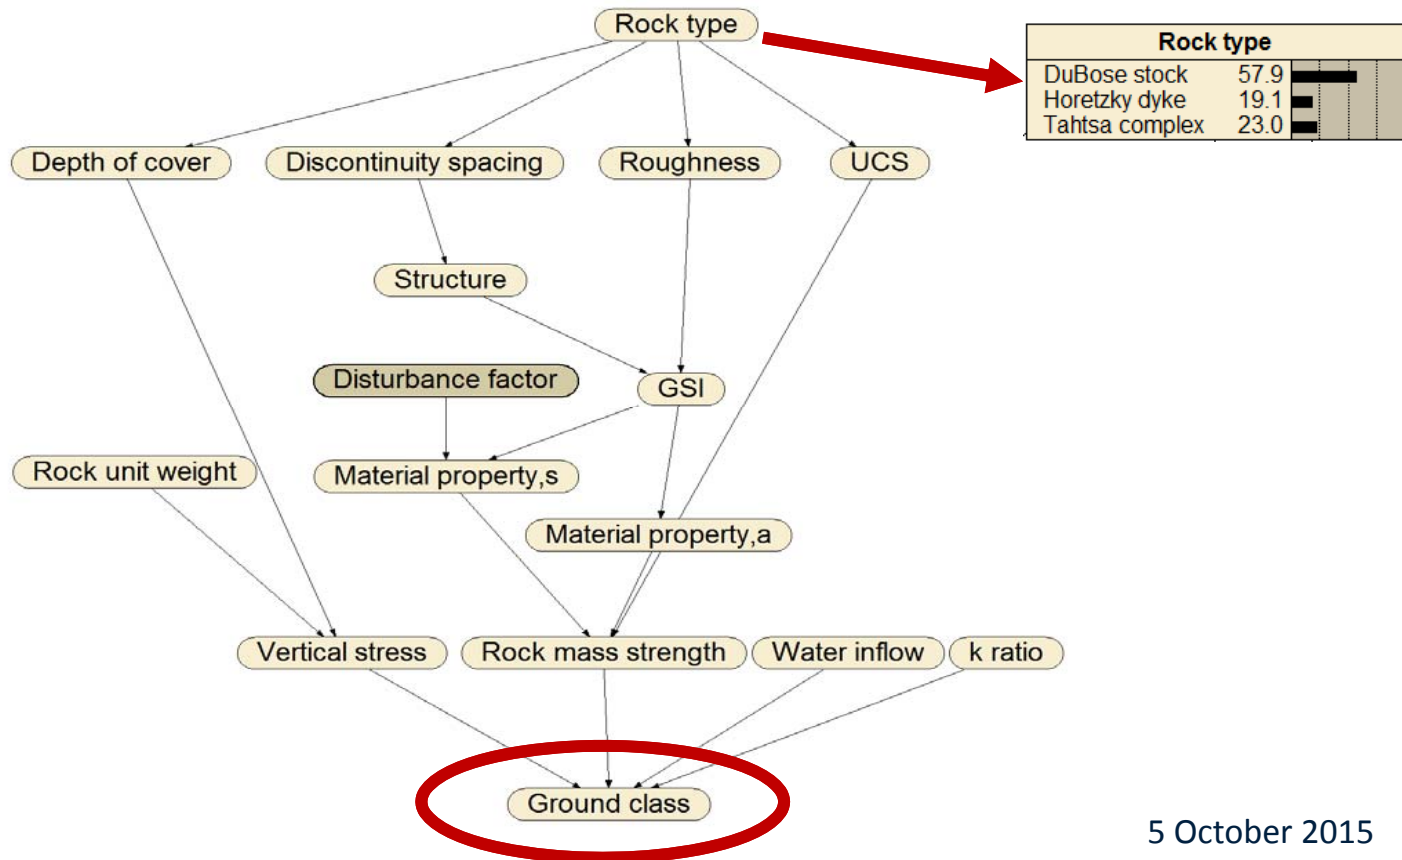 Rock type
Rock type
DuBose stock 57.9
Horetzky dyke 19.1
Tahtsa complex 23.0
Depth of cover
Discontinuity spacing
Roughness
UCS
Structure
Disturbance factor
GSI
Rock unit weight
Material property,s
Material property,a
Vertical stress
Rock mass strength
Water inflow
k ratio
Ground class
5 October 2015